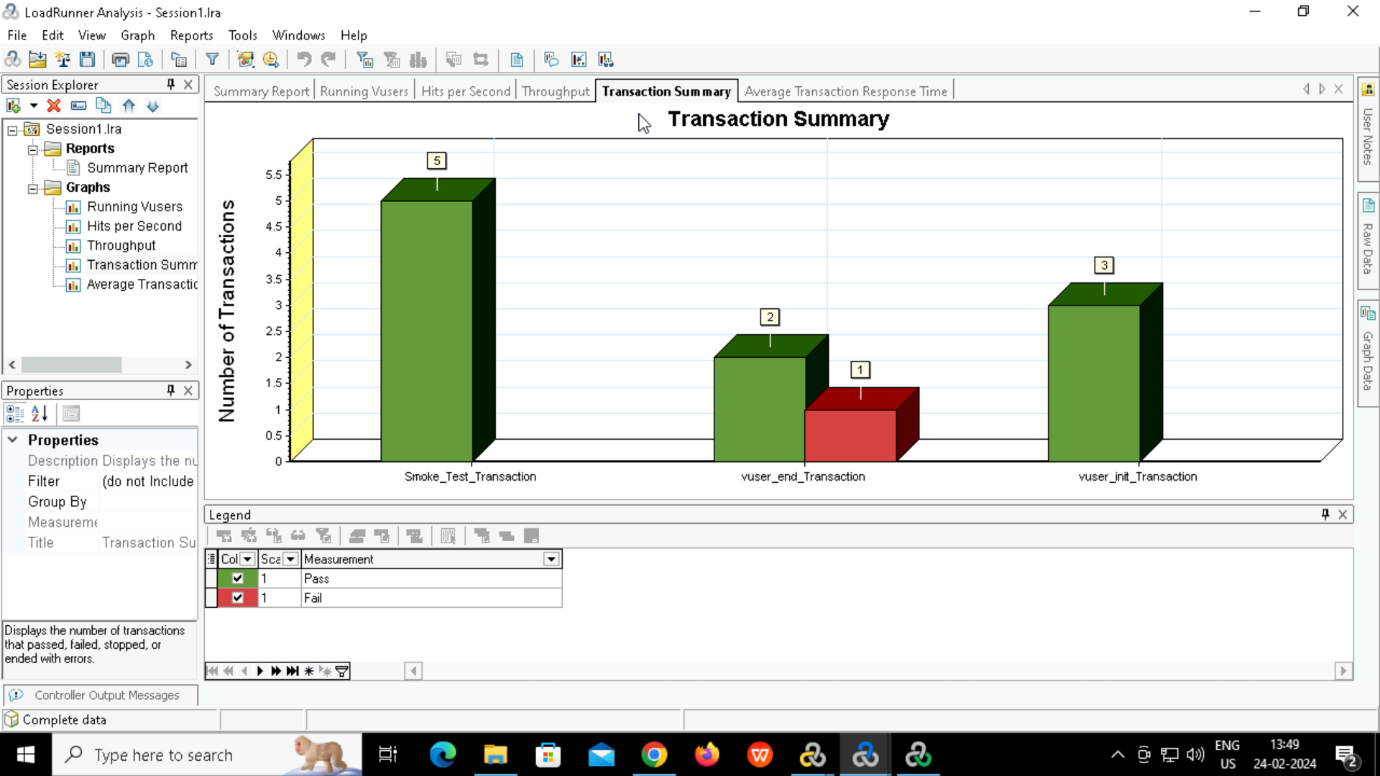 LoadRunner Analysis - Session1.lra
File Edit View Graph Reports Tools Windows Help
Session Explorer
Session1.lra
Reports
Summary Report
Graphs
Running Vusers
Hits per Second
Throughput
Transaction Summ
Average Transactic
Properties
Properties
Description Displays the nu
Filter (do not Include
Group By
Measureme
Title Transaction Su
Displays the number of transactions
that passed, failed, stopped, or
ended with errors.
Controller Output Messages
Complete data
Summary Report Running Vusers Hits per Second Throughput Transaction Summary Average Transaction Response Time
Transaction Summary
Number of Transactions
5.5
5
4.5
4
3.5
3
2.5
2
1.5
1
0.5
0
5
2
1
3
Smoke_Test_Transaction vuser_end_Transaction vuser_init_Transaction
Legend
Col Sca Measurement
1 Pass
1 Fail
User Notes
Raw Data
Graph Data
Type here to search
W
ENG
US
13:49
24-02-2024
2